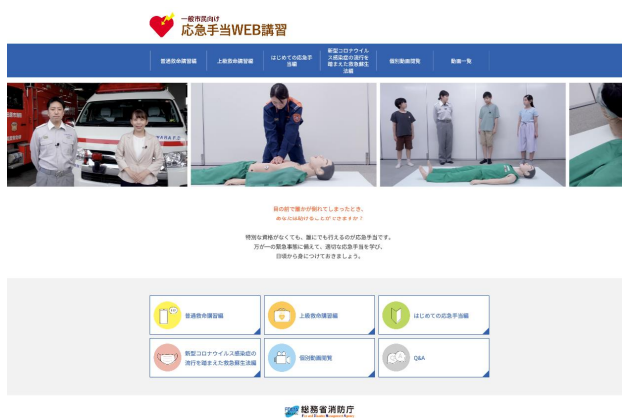 一般市民向け
応急手当WEB講習
普通救命講習編
上級救命講習編
はじめての応急手
当編
新型コロナウイル
ス感染症の流行を
踏まえた救急蘇生
法編
個別動画閲覧
動画一覧
目の前で誰かが倒れてしまったとき、
あなたは助けることができますか？
特別な資格がなくても、誰にでも行えるのが応急手当です。
万が一の緊急事態に備えて、適切な応急手当を学び、
日頃から身につけておきましょう。
普通救命講習編
上級救命講習編
はじめての応急手当編
新型コロナウイルス感染症の
流行を踏まえた救急蘇生法編
個別動画閲覧
Q&A
総務省消防庁
Fire and Disaster Management Agency